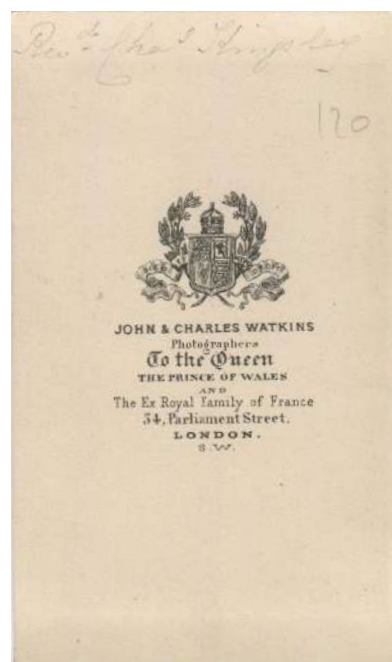 Revd Chas Kingsley
120
JOHN & CHARLES WATKINS
Photographers
To the Queen
THE PRINCE OF WALES
AND
The Ex Royal Family of France
34, Parliament Street.
LONDON.
S.W.